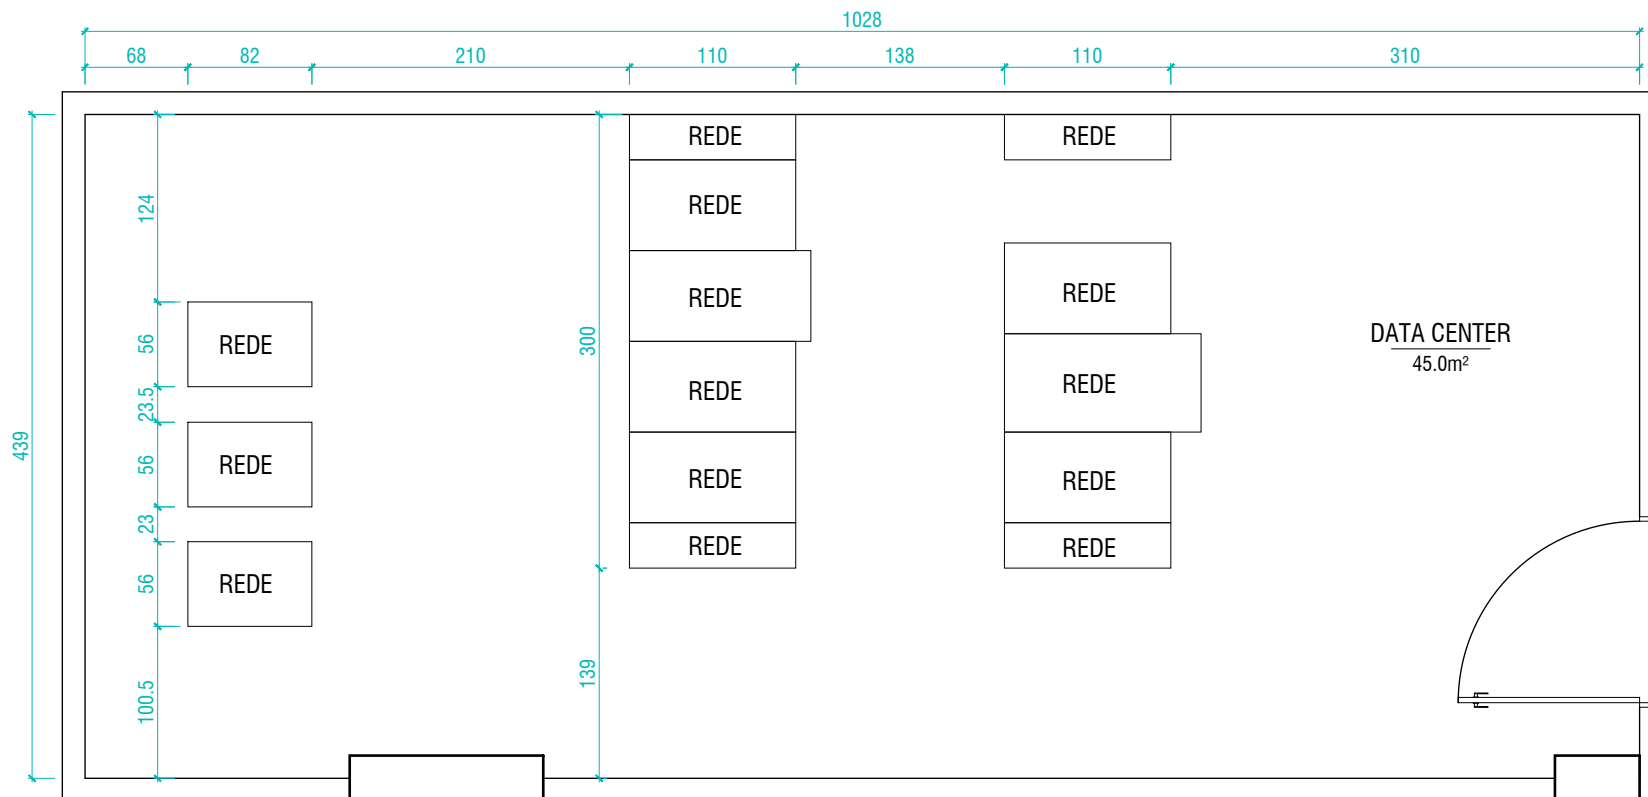 1028
68 82 210 110 138 110 310
REDE REDE
124
REDE
REDE
REDE
56
REDE
300
DATA CENTER
45.0m²
REDE
REDE
23.5
439
56
REDE
REDE
REDE
23
REDE
REDE
56
REDE
139
100.5